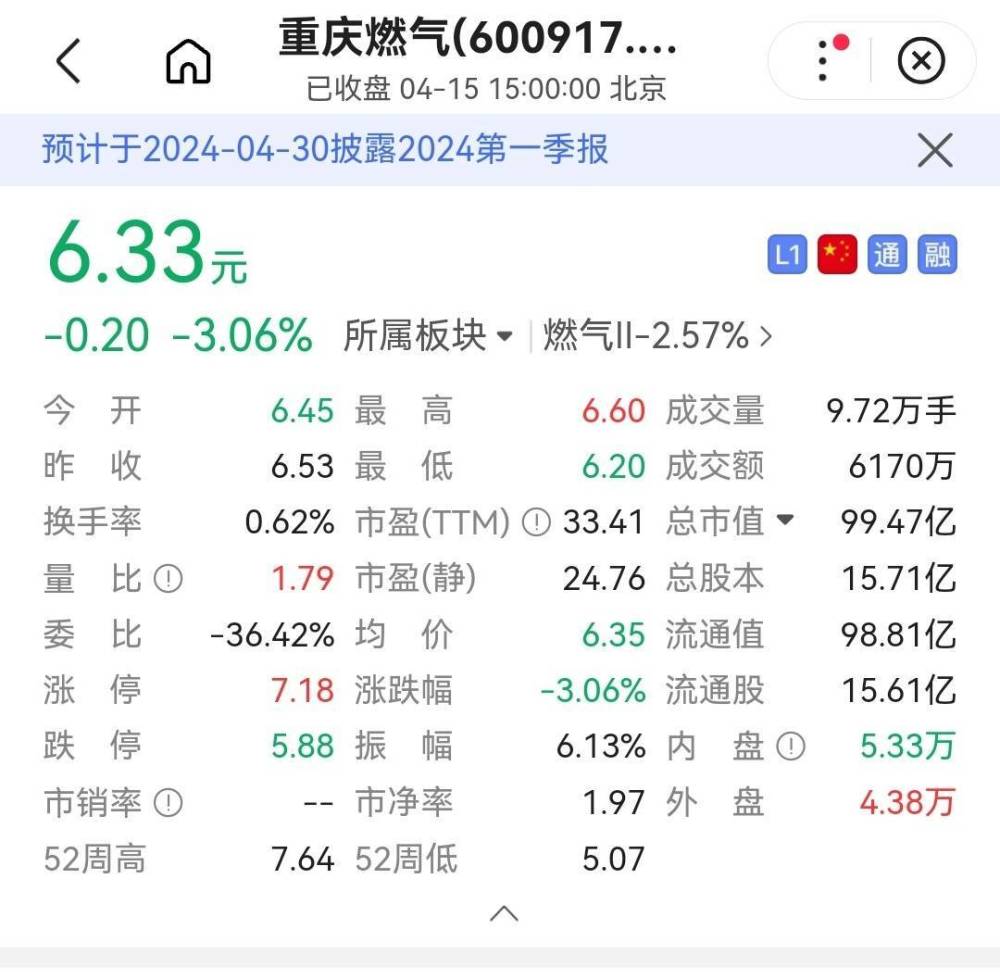 重庆燃气(600917....
已收盘 04-15 15:00:00 北京
预计于2024-04-30披露2024第一季报
6.33元
L1 通 融
-0.20 -3.06% 所属板块 燃气II-2.57%
今开 6.45 最高 6.60 成交量 9.72万手
昨收 6.53 最低 6.20 成交额 6170万
换手率 0.62% 市盈(TTM) 33.41 总市值 99.47亿
量比 1.79 市盈(静) 24.76 总股本 15.71亿
委比 -36.42% 均价 6.35 流通值 98.81亿
涨停 7.18 涨跌幅 -3.06% 流通股 15.61亿
跌停 5.88 振幅 6.13% 内盘 5.33万
市销率 -- 市净率 1.97 外盘 4.38万
52周高 7.64 52周低 5.07